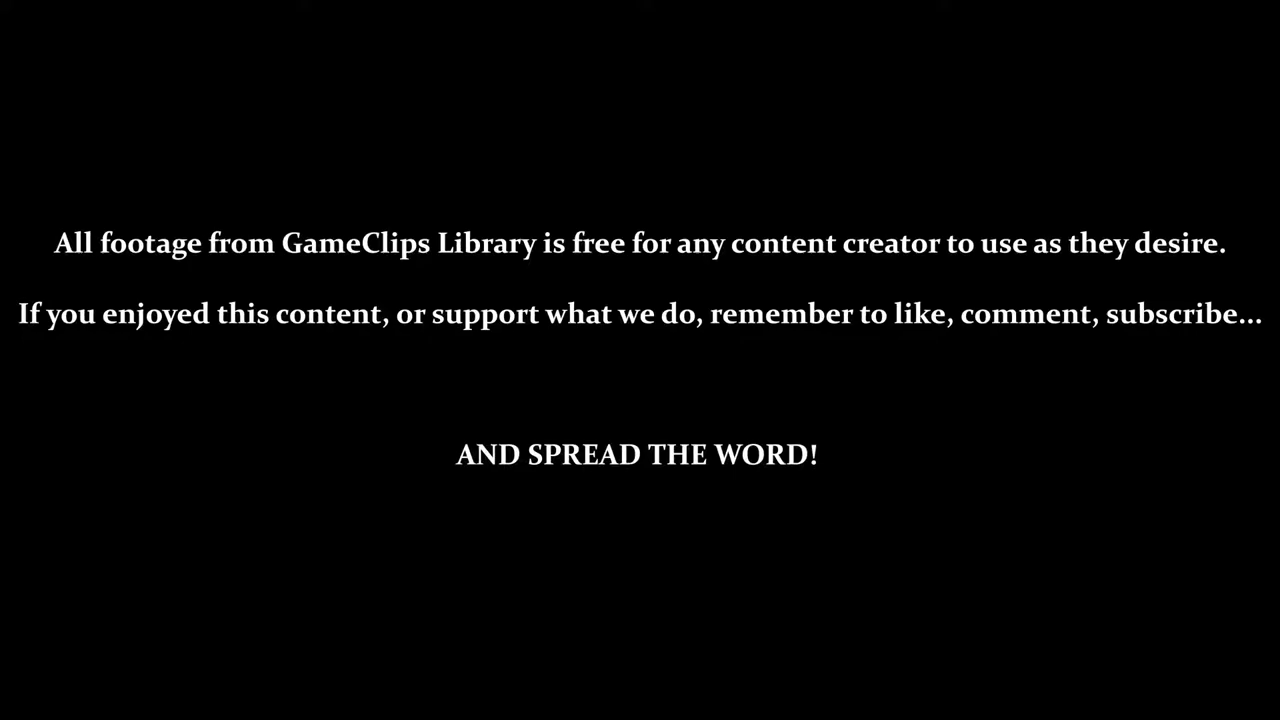 All footage from GameClips Library is free for any content creator to use as they desire.
If you enjoyed this content, or support what we do, remember to like, comment, subscribe...
AND SPREAD THE WORD!